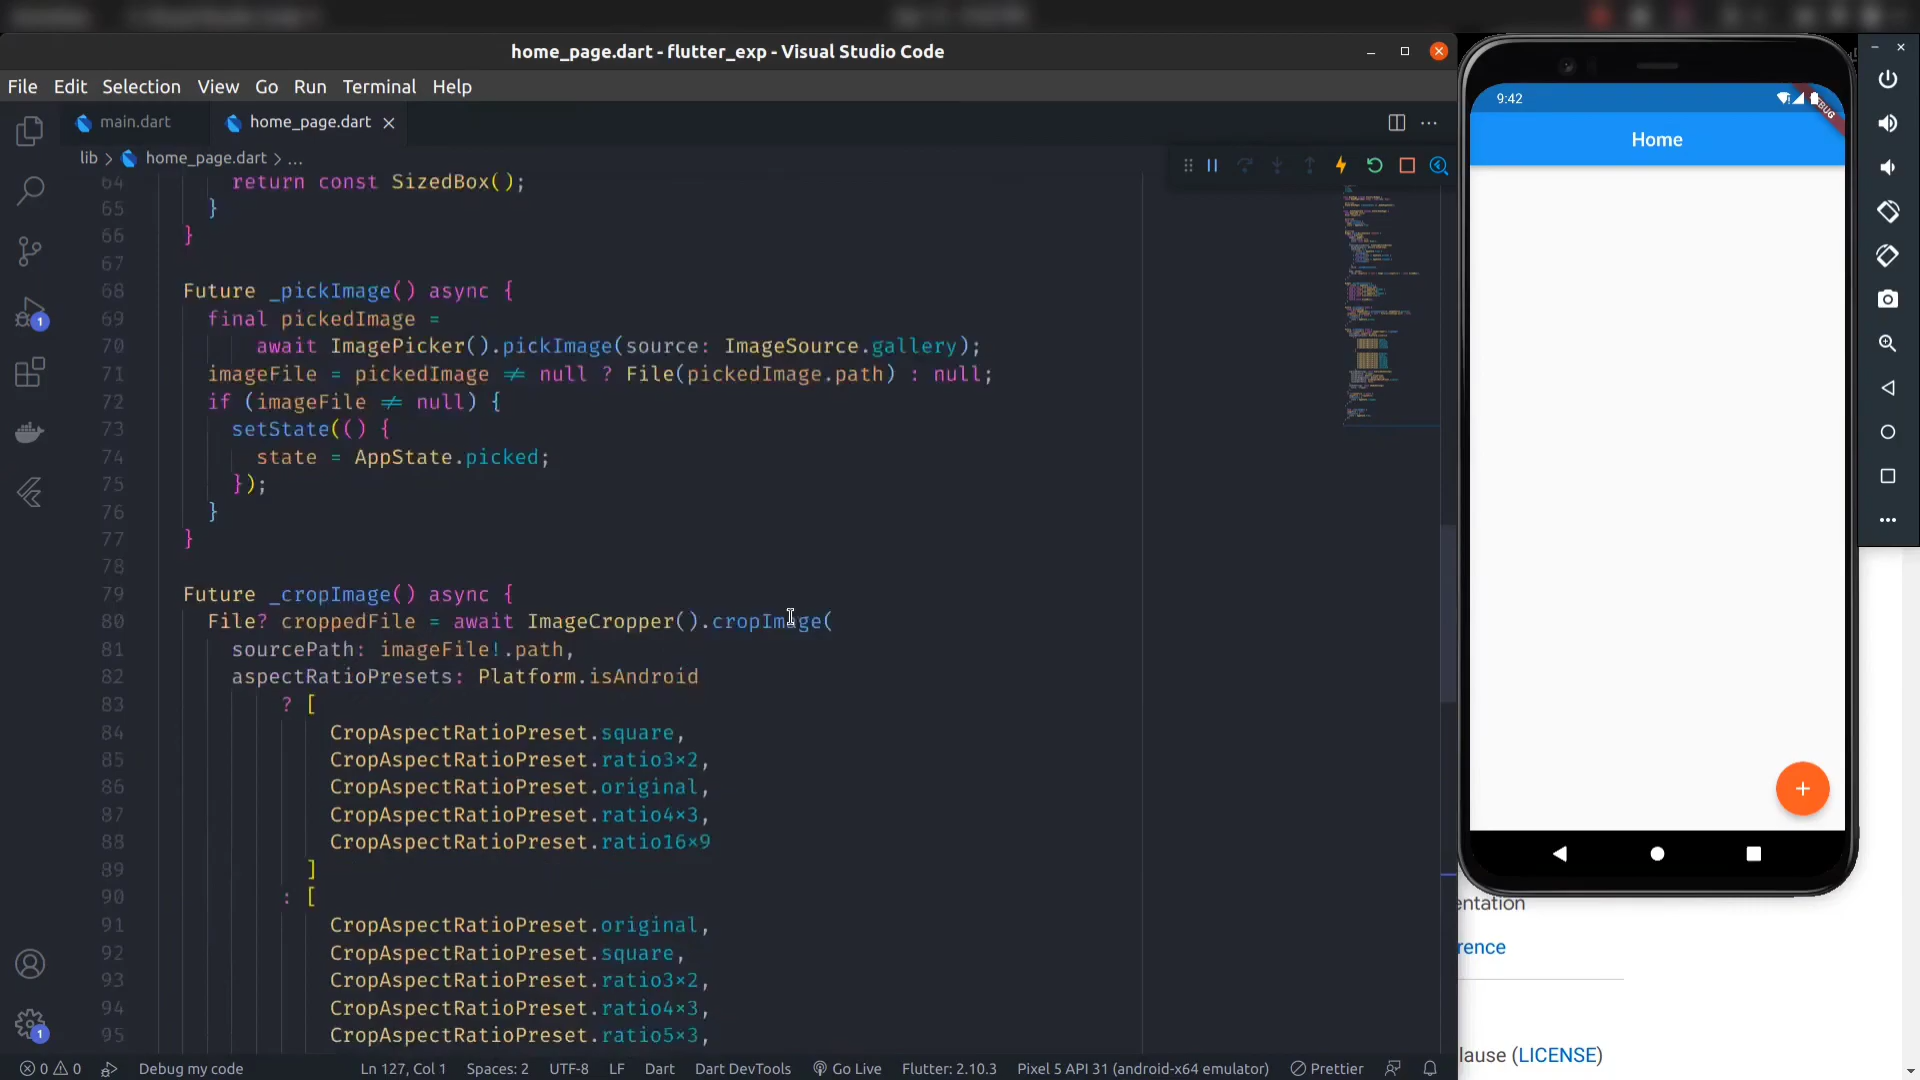 home_page.dart - flutter_exp - Visual Studio Code
File Edit Selection View Go Run Terminal Help
main.dart home_page.dart
lib > home_page.dart > ...
64 return const SizedBox();
65 }
66 }
67
68 Future _pickImage() async {
69 final pickedImage =
70 await ImagePicker().pickImage(source: ImageSource.gallery);
71 imageFile = pickedImage != null ? File(pickedImage.path) : null;
72 if (imageFile != null) {
73 setState(() {
74 state = AppState.picked;
75 });
76 }
77 }
78
79 Future _cropImage() async {
80 File? croppedFile = await ImageCropper().cropImage(
81 sourcePath: imageFile!.path,
82 aspectRatioPresets: Platform.isAndroid
83 ? [
84 CropAspectRatioPreset.square,
85 CropAspectRatioPreset.ratio3x2,
86 CropAspectRatioPreset.original,
87 CropAspectRatioPreset.ratio4x3,
88 CropAspectRatioPreset.ratio16x9
89 ]
90 : [
91 CropAspectRatioPreset.original,
92 CropAspectRatioPreset.square,
93 CropAspectRatioPreset.ratio3x2,
94 CropAspectRatioPreset.ratio4x3,
95 CropAspectRatioPreset.ratio5x3,
1
1
0 0 Debug my code Ln 127, Col 1 Spaces: 2 UTF-8 LF Dart Dart DevTools Go Live Flutter: 2.10.3 Pixel 5 API 31 (android-x64 emulator) Prettier
9:42
Home
+
entation
rence
lause (LICENSE)